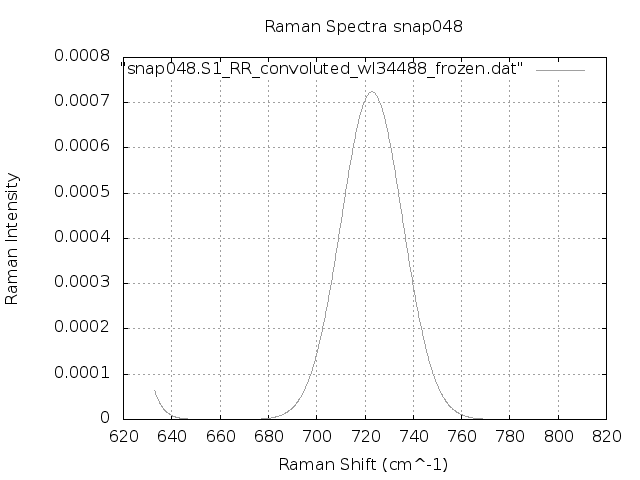 Raman Spectra snap048
0.0008
"snap048.S1_RR_convoluted_wl34488_frozen.dat"
0.0007
0.0006
0.0005
0.0004
0.0003
0.0002
0.0001
0
Raman Intensity
620 640 660 680 700 720 740 760 780 800 820
Raman Shift (cm^-1)